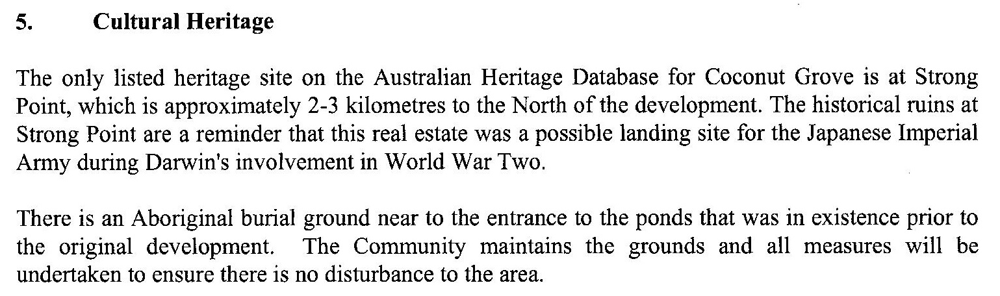 5. Cultural Heritage
The only listed heritage site on the Australian Heritage Database for Coconut Grove is at Strong
Point, which is approximately 2-3 kilometres to the North of the development. The historical ruins at
Strong Point are a reminder that this real estate was a possible landing site for the Japanese Imperial
Army during Darwin's involvement in World War Two.
There is an Aboriginal burial ground near to the entrance to the ponds that was in existence prior to
the original development. The Community maintains the grounds and all measures will be
undertaken to ensure there is no disturbance to the area.